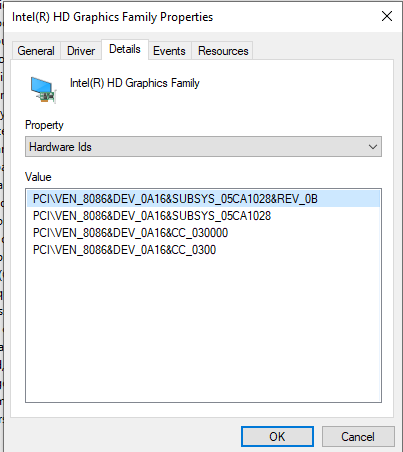 Intel(R) HD Graphics Family Properties
General Driver Details Events Resources
Intel(R) HD Graphics Family
Property
Hardware Ids
Value
PCI\VEN_8086&DEV_0A16&SUBSYS_05CA1028&REV_0B
PCI\VEN_8086&DEV_0A16&SUBSYS_05CA1028
PCI\VEN_8086&DEV_0A16&CC_030000
PCI\VEN_8086&DEV_0A16&CC_0300
OK Cancel